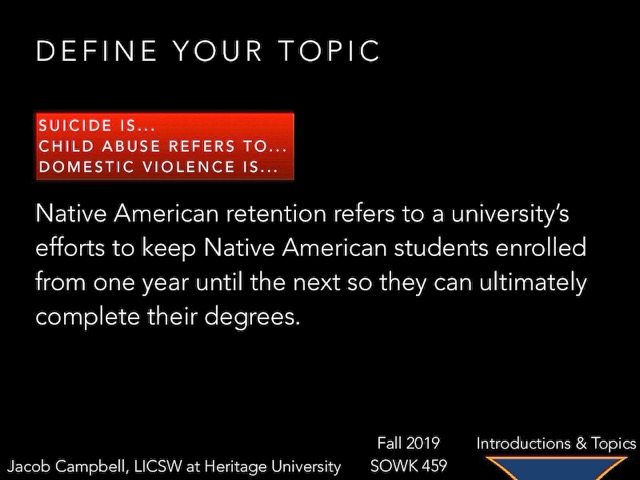 DEFINE YOUR TOPIC
SUICIDE IS...
CHILD ABUSE REFERS TO...
DOMESTIC VIOLENCE IS...
Native American retention refers to a university’s
efforts to keep Native American students enrolled
from one year until the next so they can ultimately
complete their degrees.
Fall 2019
Introductions & Topics
Jacob Campbell, LICSW at Heritage University
SOWK 459